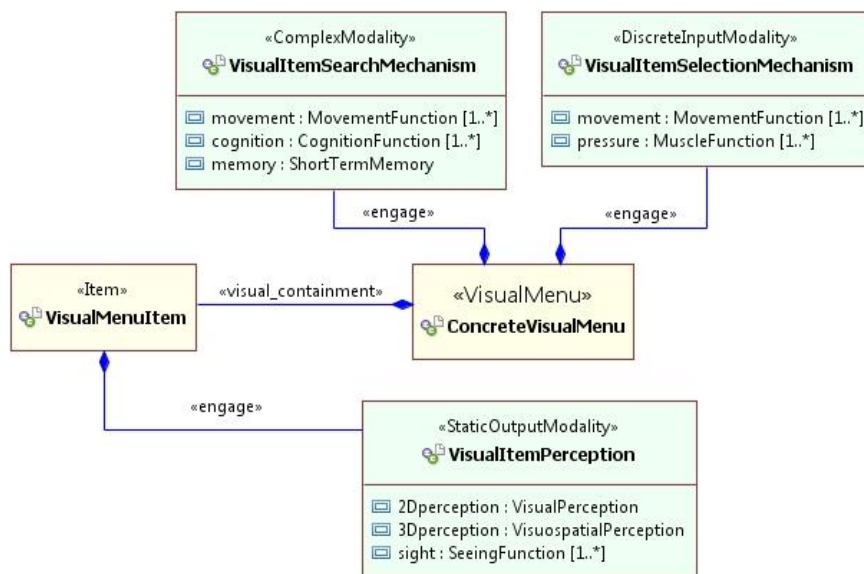 «ComplexModality»
VisualItemSearchMechanism
movement : MovementFunction [1..*]
cognition : CognitionFunction [1..*]
memory : ShortTermMemory
«DiscreteInputModality»
VisualItemSelectionMechanism
movement : MovementFunction [1..*]
pressure : MuscleFunction [1..*]
«engage»
«engage»
«Item»
VisualMenuItem
«visual_containment»
«VisualMenu»
ConcreteVisualMenu
«engage»
«StaticOutputModality»
VisualItemPerception
2Dperception : VisualPerception
3Dperception : VisuospatialPerception
sight : SeeingFunction [1..*]